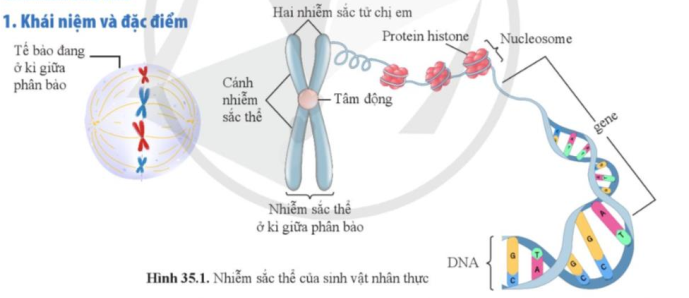 1. Khái niệm và đặc điểm
Tế bào đang
ở kì giữa
phân bào
Hai nhiễm sắc tử chị em
Cánh
nhiễm
sắc thể
Tâm động
Nhiễm sắc thể
ở kì giữa phân bào
Protein histone
Nucleosome
gene
A
T
G
C
G
C
T
A
G
C
DNA
Hình 35.1. Nhiễm sắc thể của sinh vật nhân thực